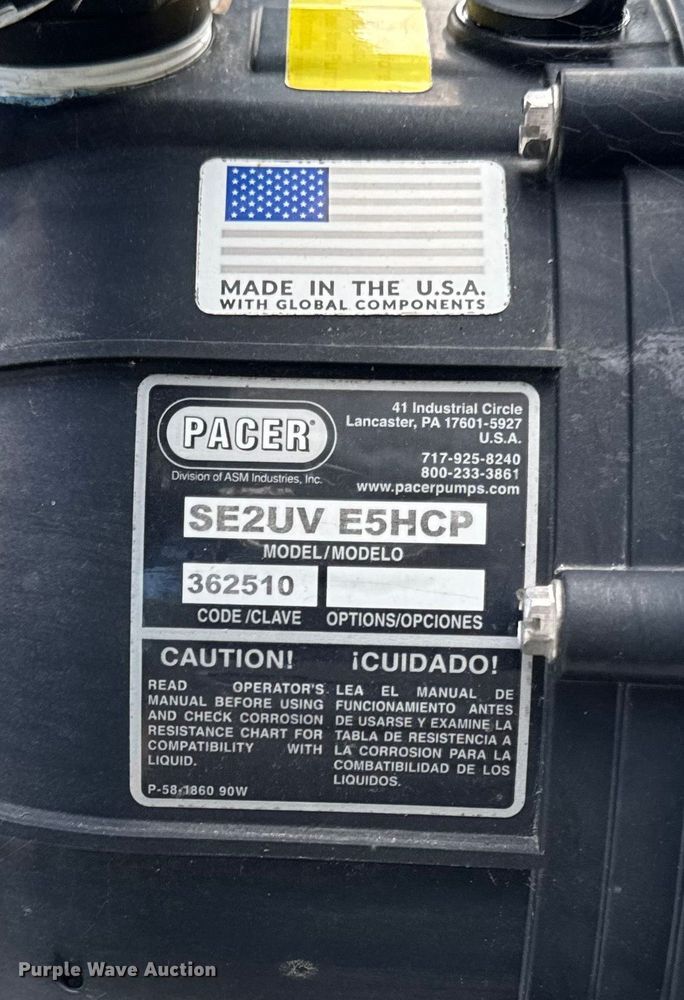 MADE IN THE U.S.A.
WITH GLOBAL COMPONENTS
PACER®
Division of ASM Industries, Inc.
41 Industrial Circle
Lancaster, PA 17601-5927
U.S.A.
717-925-8240
800-233-3861
www.pacerpumps.com
SE2UV E5HCP
MODEL/MODELO
362510
CODE/CLAVE OPTIONS/OPCIONES
CAUTION!
READ OPERATOR'S
MANUAL BEFORE USING
AND CHECK CORROSION
RESISTANCE CHART FOR
COMPATIBILITY WITH
LIQUID.
¡CUIDADO!
LEA EL MANUAL DE
FUNCIONAMIENTO ANTES
DE USARSE Y EXAMINE LA
TABLA DE RESISTENCIA A
LA CORROSION PARA LA
COMBATIBILIDAD DE LOS
LIQUIDOS.
P-58-1860 90W
Purple Wave Auction